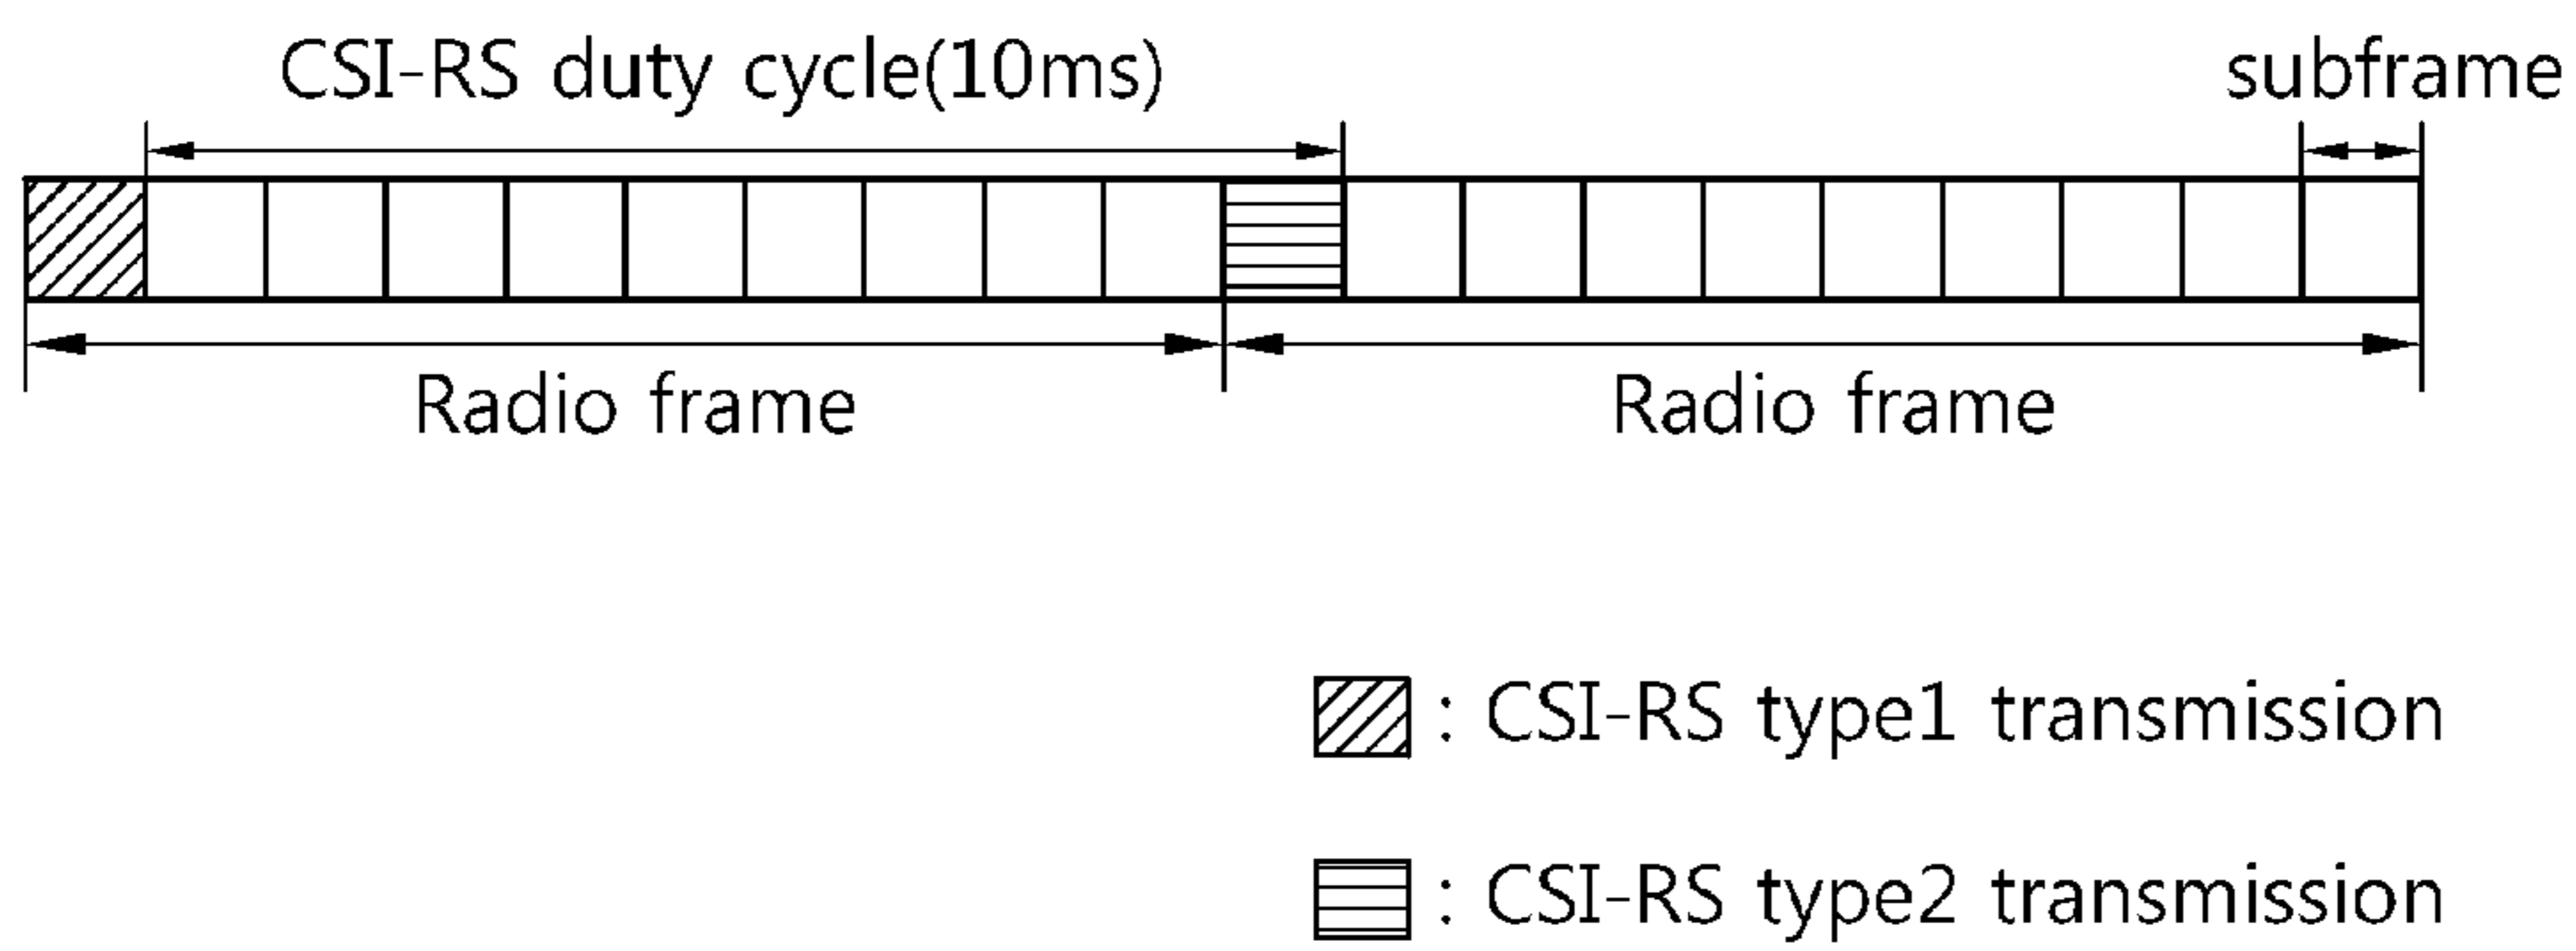 CSI-RS duty cycle(10ms)
subframe
Radio frame
Radio frame
: CSI-RS type1 transmission
: CSI-RS type2 transmission